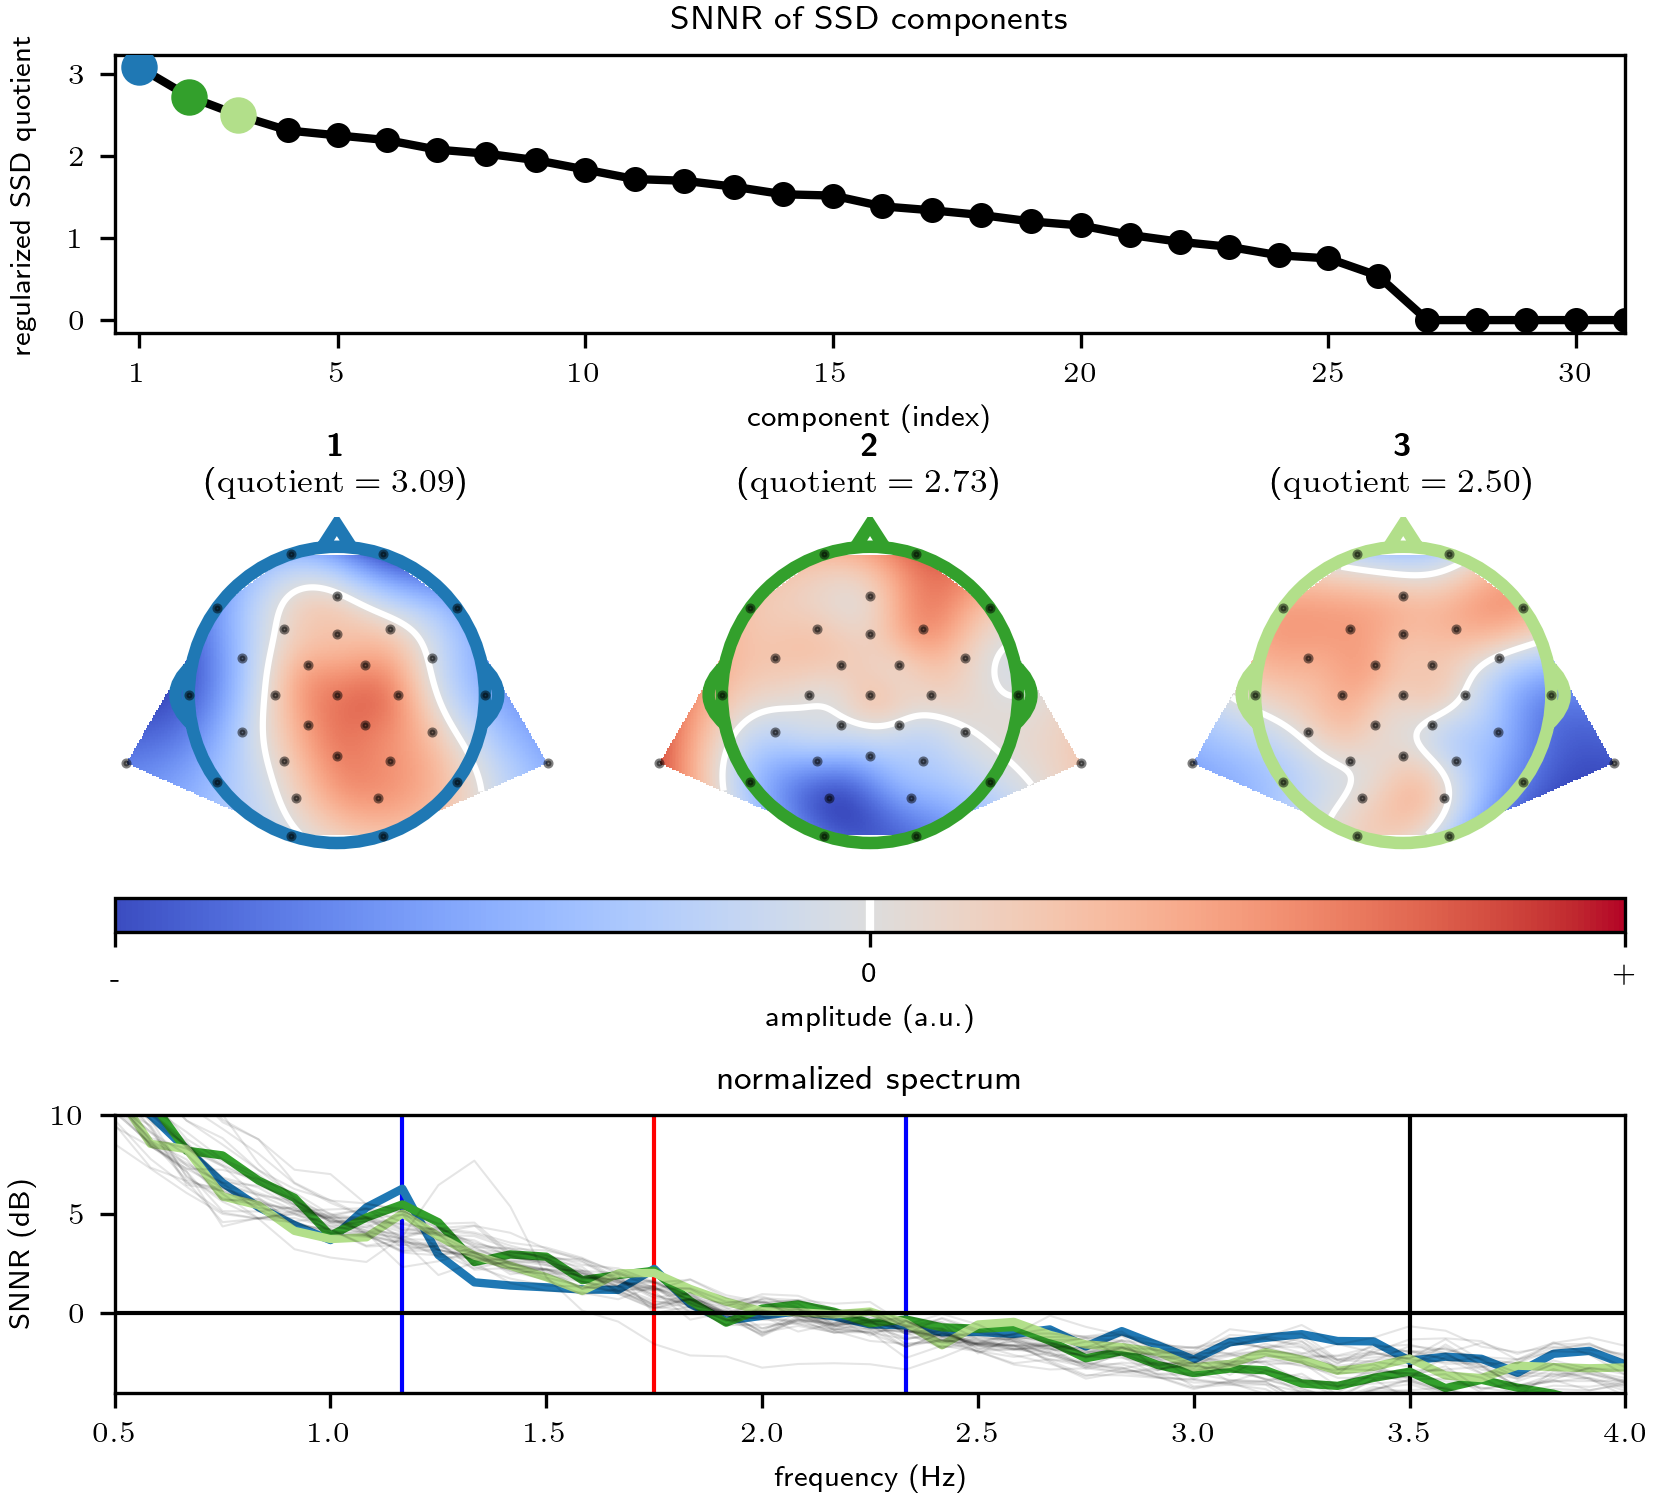 SNNR of SSD components
regularized SSD quotient
3
2
1
0
1 5 10 15 20 25 30
component (index)
1 2 3
(quotient = 3.09) (quotient = 2.73) (quotient = 2.50)
- 0 +
amplitude (a.u.)
normalized spectrum
SNNR (dB)
10
5
0
0.5 1.0 1.5 2.0 2.5 3.0 3.5 4.0
frequency (Hz)